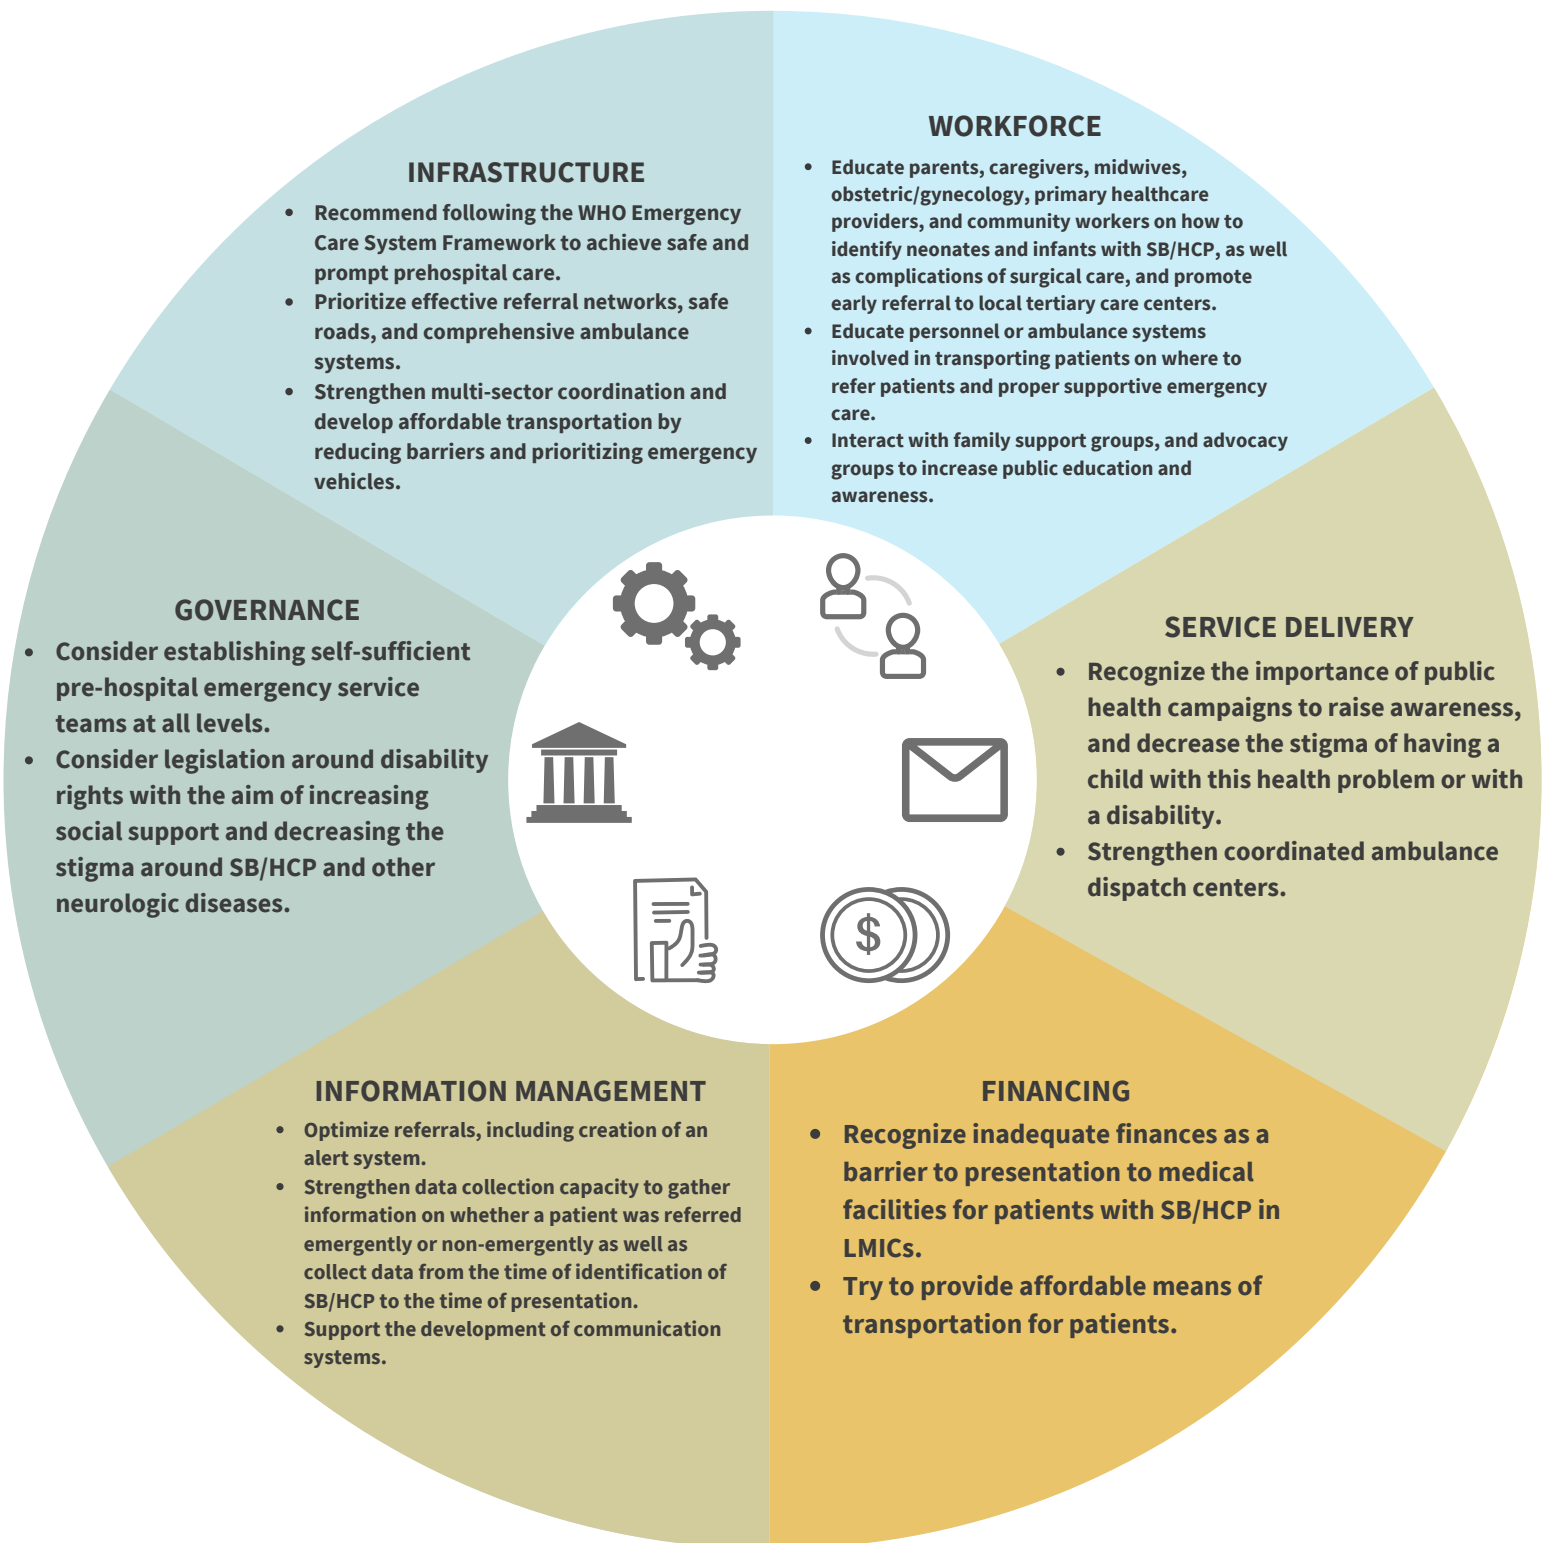 INFRASTRUCTURE
• Recommend following the WHO Emergency
Care System Framework to achieve safe and
prompt prehospital care.
• Prioritize effective referral networks, safe
roads, and comprehensive ambulance
systems.
• Strengthen multi-sector coordination and
develop affordable transportation by
reducing barriers and prioritizing emergency
vehicles.
WORKFORCE
• Educate parents, caregivers, midwives,
obstetric/gynecology, primary healthcare
providers, and community workers on how to
identify neonates and infants with SB/HCP, as well
as complications of surgical care, and promote
early referral to local tertiary care centers.
• Educate personnel or ambulance systems
involved in transporting patients on where to
refer patients and proper supportive emergency
care.
• Interact with family support groups, and advocacy
groups to increase public education and
awareness.
GOVERNANCE
• Consider establishing self-sufficient
pre-hospital emergency service
teams at all levels.
• Consider legislation around disability
rights with the aim of increasing
social support and decreasing the
stigma around SB/HCP and other
neurologic diseases.
SERVICE DELIVERY
• Recognize the importance of public
health campaigns to raise awareness,
and decrease the stigma of having a
child with this health problem or with
a disability.
• Strengthen coordinated ambulance
dispatch centers.
$
INFORMATION MANAGEMENT
• Optimize referrals, including creation of an
alert system.
• Strengthen data collection capacity to gather
information on whether a patient was referred
emergently or non-emergently as well as
collect data from the time of identification of
SB/HCP to the time of presentation.
• Support the development of communication
systems.
FINANCING
• Recognize inadequate finances as a
barrier to presentation to medical
facilities for patients with SB/HCP in
LMICs.
• Try to provide affordable means of
transportation for patients.